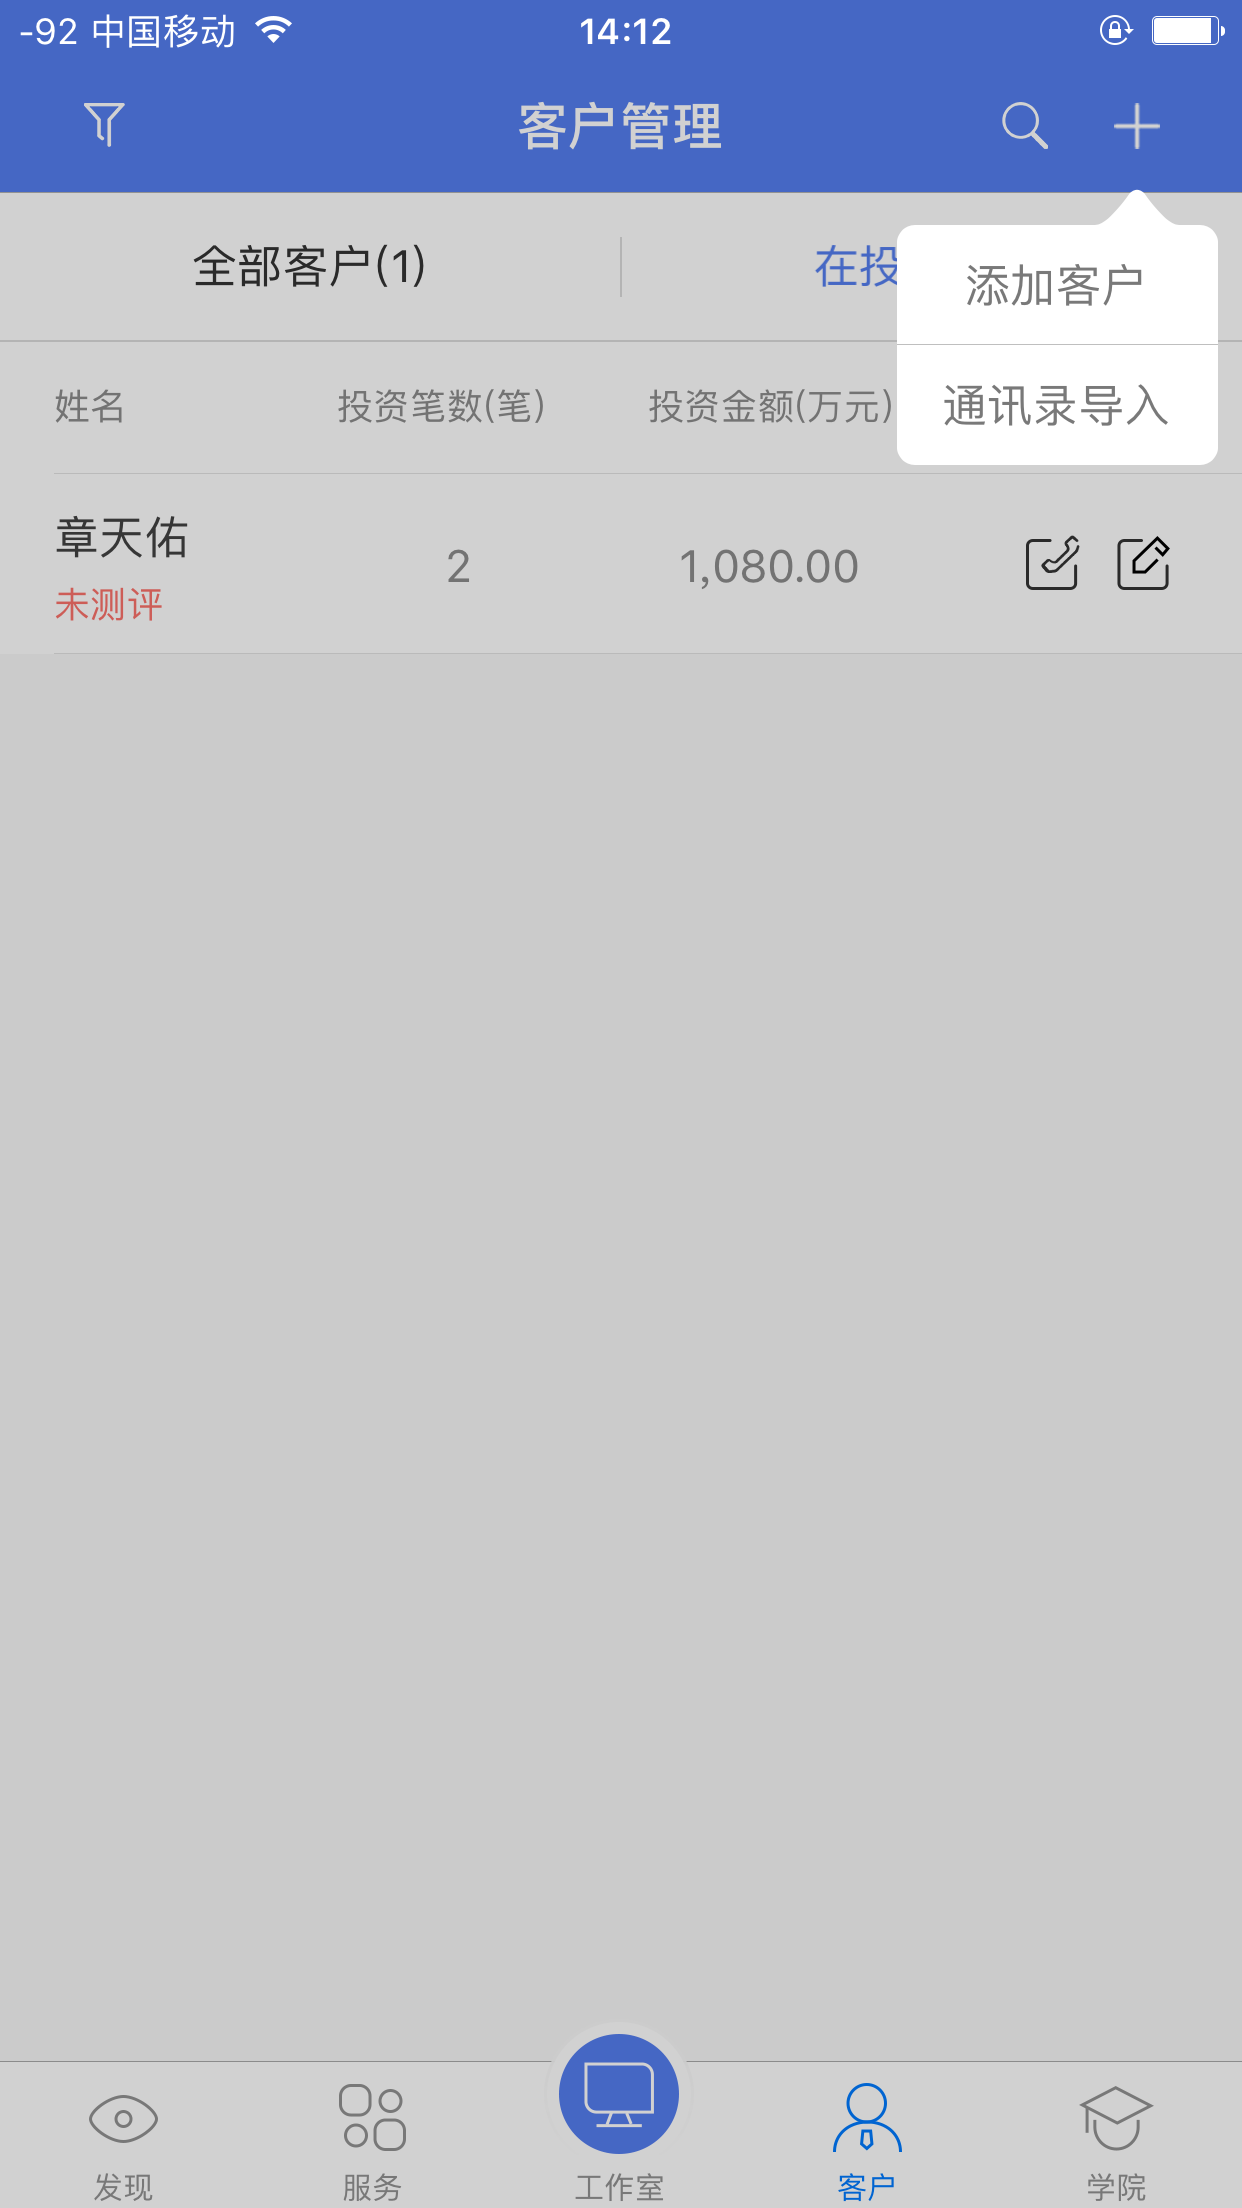 -92 中国移动 14:12
客户管理
全部客户(1) 在投
添加客户
通讯录导入
姓名 投资笔数(笔) 投资金额(万元)
章天佑 2 1,080.00
未测评
发现 服务 工作室 客户 学院